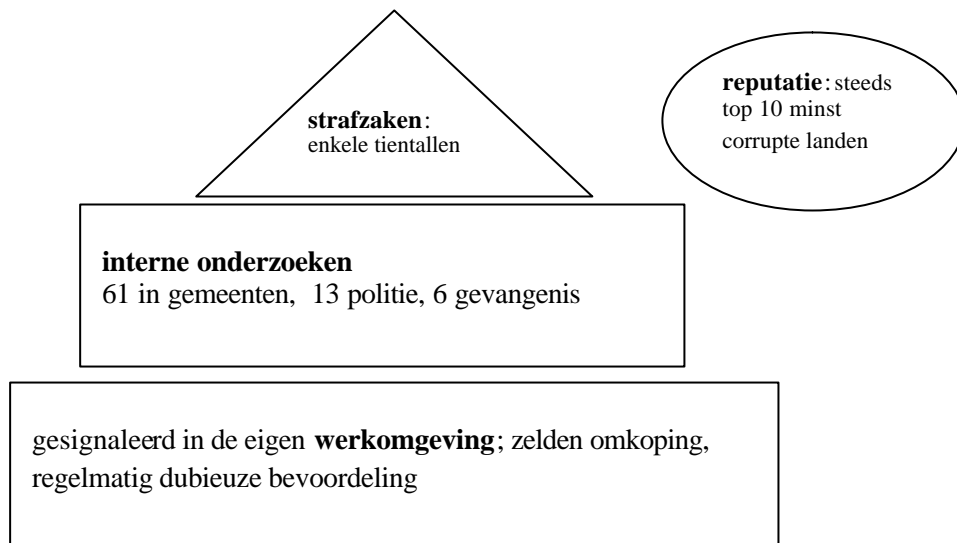 strafzaken:
enkele tientallen
reputatie: steeds
top 10 minst
corrupte landen
interne onderzoeken
61 in gemeenten, 13 politie, 6 gevangenis
gesignaleerd in de eigen werkomgeving; zelden omkoping,
regelmatig dubieuze bevoordeling